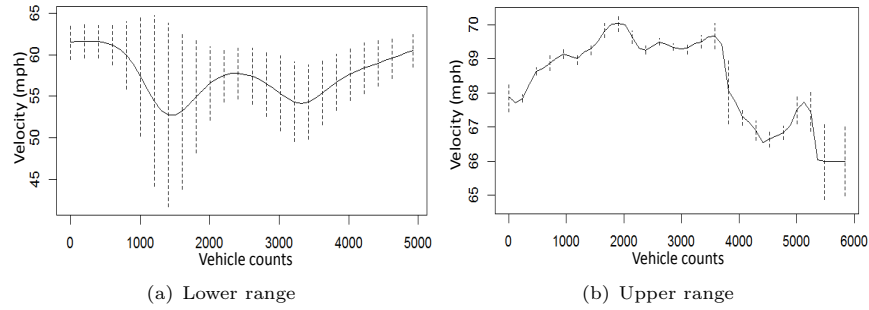 65
60
55
50
45
Velocity (mph)
0 1000 2000 3000 4000 5000
Vehicle counts
(a) Lower range
70
69
68
67
66
65
Velocity (mph)
0 1000 2000 3000 4000 5000 6000
Vehicle counts
(b) Upper range